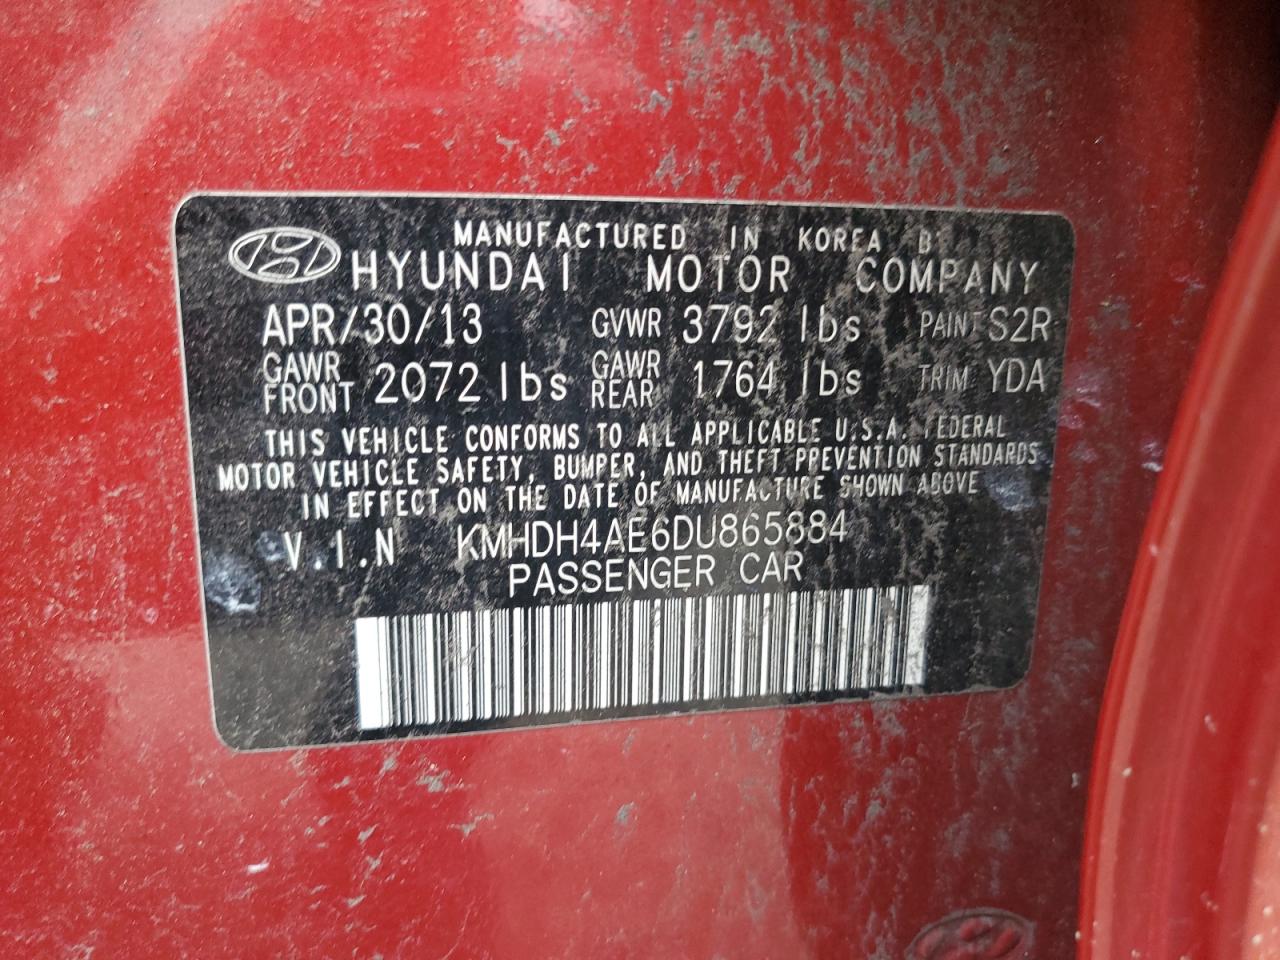 MANUFACTURED IN KOREA BY
HYUNDAI MOTOR COMPANY
APR/30/13 GVWR 3792 lbs PAINT S2R
GAWR FRONT 2072 lbs GAWR REAR 1764 lbs TRIM YDA
THIS VEHICLE CONFORMS TO ALL APPLICABLE U.S.A. FEDERAL
MOTOR VEHICLE SAFETY, BUMPER, AND THEFT PREVENTION STANDARDS
IN EFFECT ON THE DATE OF MANUFACTURE SHOWN ABOVE
V.I.N KMHDH4AE6DU865884
PASSENGER CAR